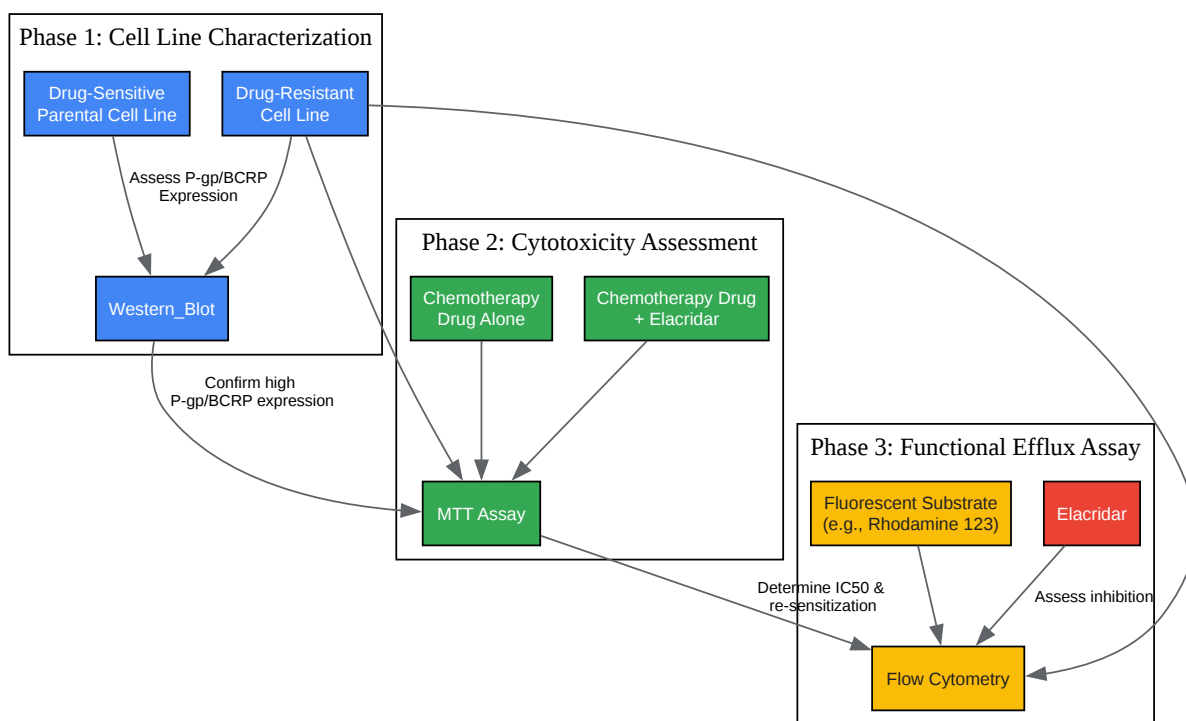 Phase 1: Cell Line Characterization
Drug-Sensitive
Parental Cell Line
Drug-Resistant
Cell Line
Assess P-gp/BCRP
Expression
Western_Blot
Confirm high
P-gp/BCRP expression
Phase 2: Cytotoxicity Assessment
Chemotherapy
Drug Alone
Chemotherapy Drug
+ Elacridar
MTT Assay
Determine IC50 &
re-sensitization
Phase 3: Functional Efflux Assay
Fluorescent Substrate
(e.g., Rhodamine 123)
Elacridar
Assess inhibition
Flow Cytometry